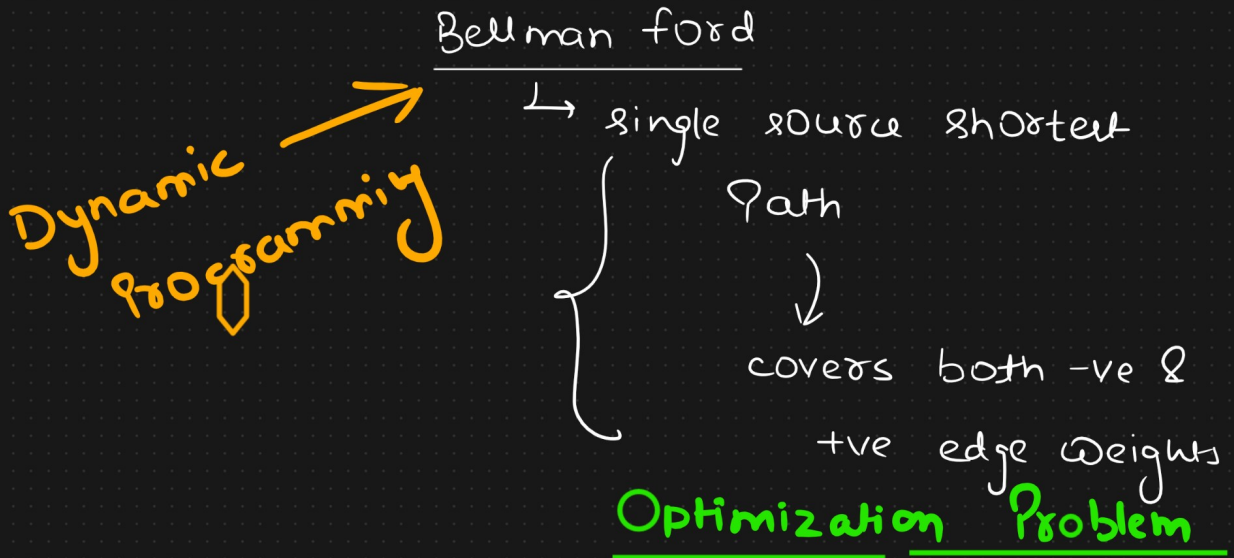 Bellman ford
↳ single source shortest
Path
covers both -ve &
+ve edge weights
Dynamic
Programming
Optimization Problem